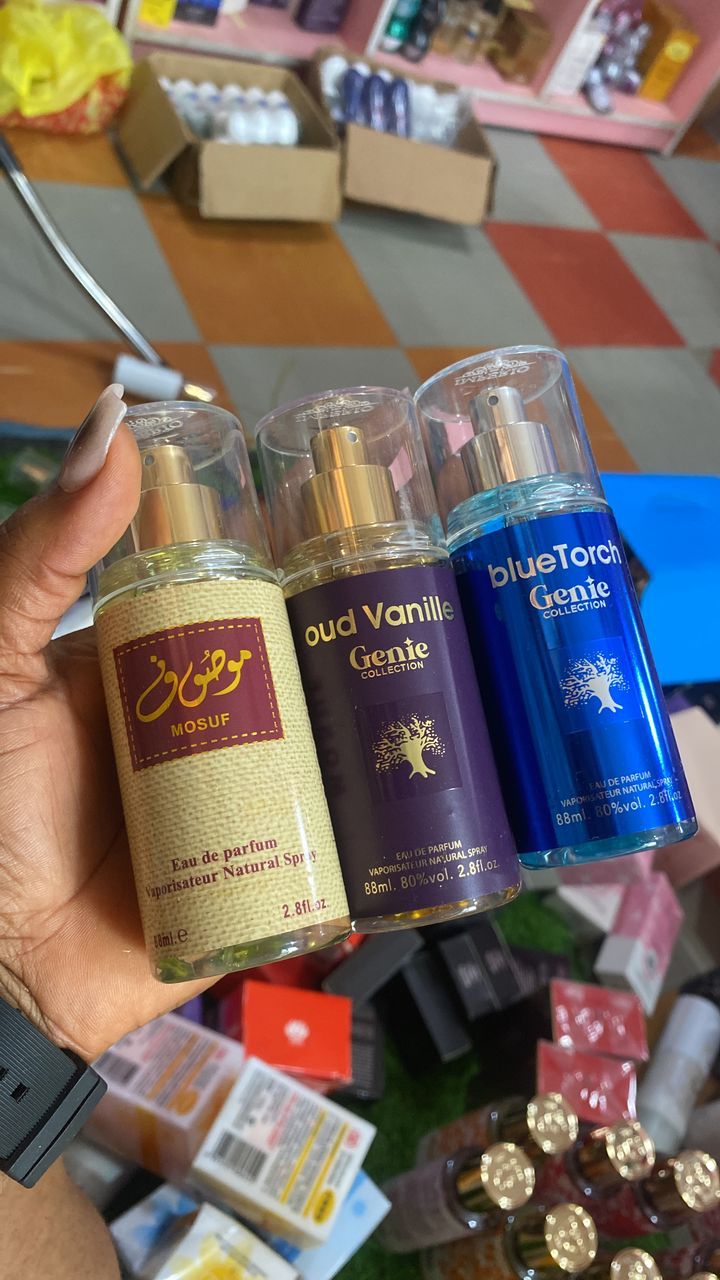 موصوف
MOSUF
Eau de parfum
Vaporisateur Natural Spray
2.8fl.oz.
88ml.e
oud Vanille
Genie
COLLECTION
EAU DE PARFUM
VAPORISATEUR NATURAL SPRAY
88ml. 80%vol. 2.8fl.oz.
blueTorch
Genie
COLLECTION
EAU DE PARFUM
VAPORISATEUR NATURAL SPRAY
88ml. 80%vol. 2.8fl.oz